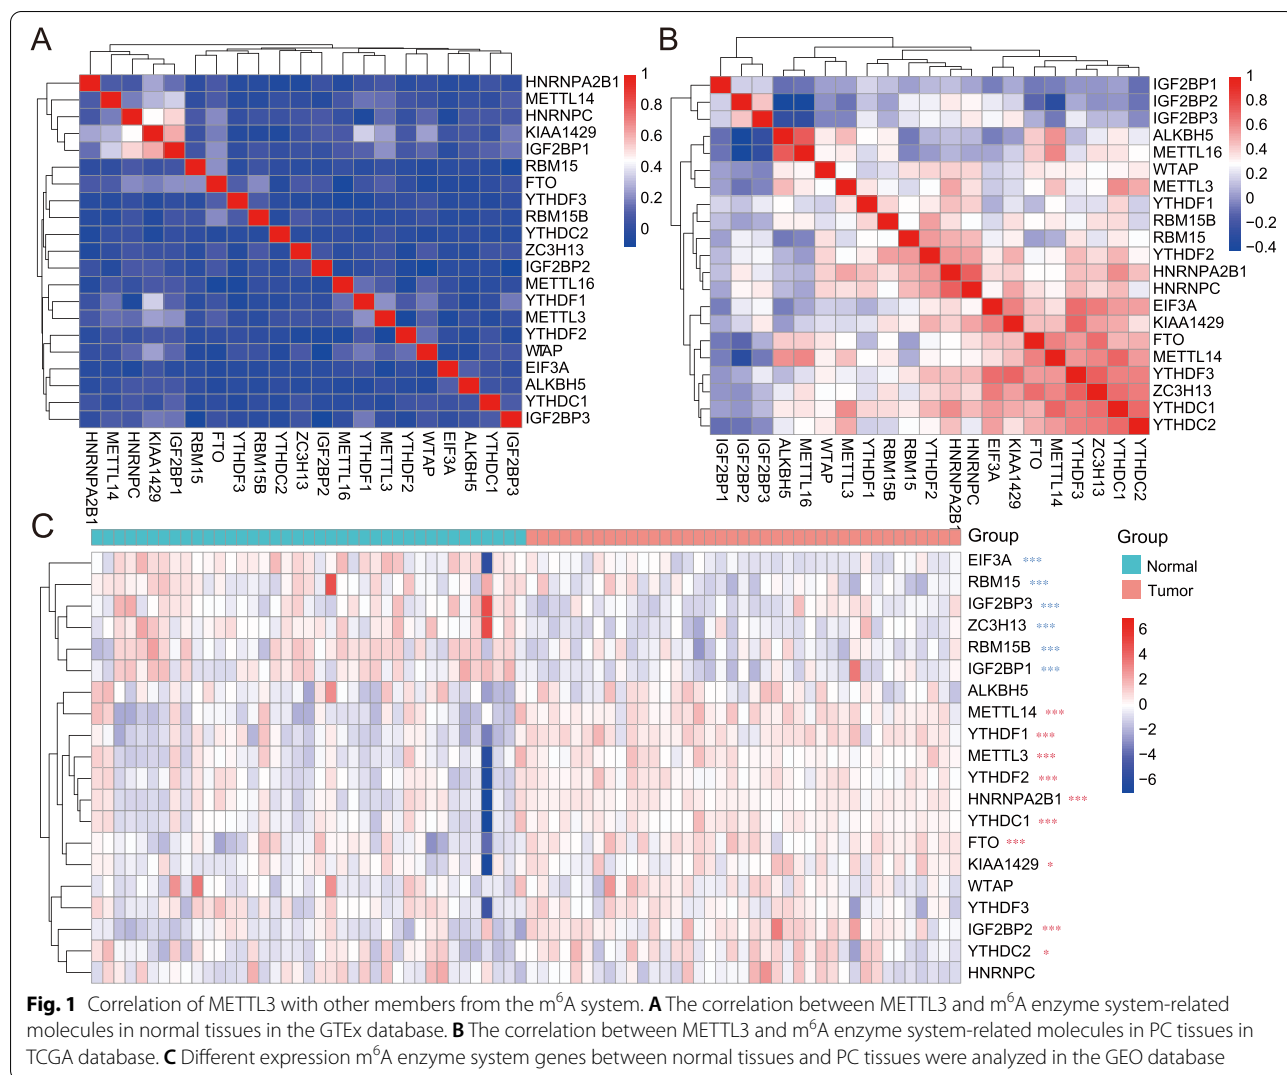 A
HNRNPA2B1
METTL14
HNRNPC
KIAA1429
IGF2BP1
RBM15
FTO
YTHDF3
RBM15B
YTHDC2
ZC3H13
IGF2BP2
METTL16
YTHDF1
METTL3
YTHDF2
WTAP
EIF3A
ALKBH5
YTHDC1
IGF2BP3
1
0.8
0.6
0.4
0.2
0
HNRNPA2B1
METTL14
HNRNPC
KIAA1429
IGF2BP1
RBM15
FTO
YTHDF3
RBM15B
YTHDC2
ZC3H13
IGF2BP2
METTL16
YTHDF1
METTL3
YTHDF2
WTAP
EIF3A
ALKBH5
YTHDC1
IGF2BP3
B
IGF2BP1
IGF2BP2
IGF2BP3
ALKBH5
METTL16
WTAP
METTL3
YTHDF1
RBM15B
RBM15
YTHDF2
HNRNPA2B1
HNRNPC
EIF3A
KIAA1429
FTO
METTL14
YTHDF3
ZC3H13
YTHDC1
YTHDC2
1
0.8
0.6
0.4
0.2
0
−0.2
−0.4
IGF2BP1
IGF2BP2
IGF2BP3
ALKBH5
METTL16
WTAP
METTL3
YTHDF1
RBM15B
RBM15
YTHDF2
HNRNPA2B1
HNRNPC
EIF3A
KIAA1429
FTO
METTL14
YTHDF3
ZC3H13
YTHDC1
YTHDC2
C
Group
EIF3A ***
RBM15 ***
IGF2BP3 ***
ZC3H13 ***
RBM15B ***
IGF2BP1 ***
ALKBH5
METTL14 ***
YTHDF1 ***
METTL3 ***
YTHDF2 ***
HNRNPA2B1 ***
YTHDC1 ***
FTO ***
KIAA1429 *
WTAP
YTHDF3
IGF2BP2 ***
YTHDC2 *
HNRNPC
Group
Normal
Tumor
6
4
2
0
−2
−4
−6
Fig. 1 Correlation of METTL3 with other members from the m⁶A system. A The correlation between METTL3 and m⁶A enzyme system-related
molecules in normal tissues in the GTEx database. B The correlation between METTL3 and m⁶A enzyme system-related molecules in PC tissues in
TCGA database. C Different expression m⁶A enzyme system genes between normal tissues and PC tissues were analyzed in the GEO database